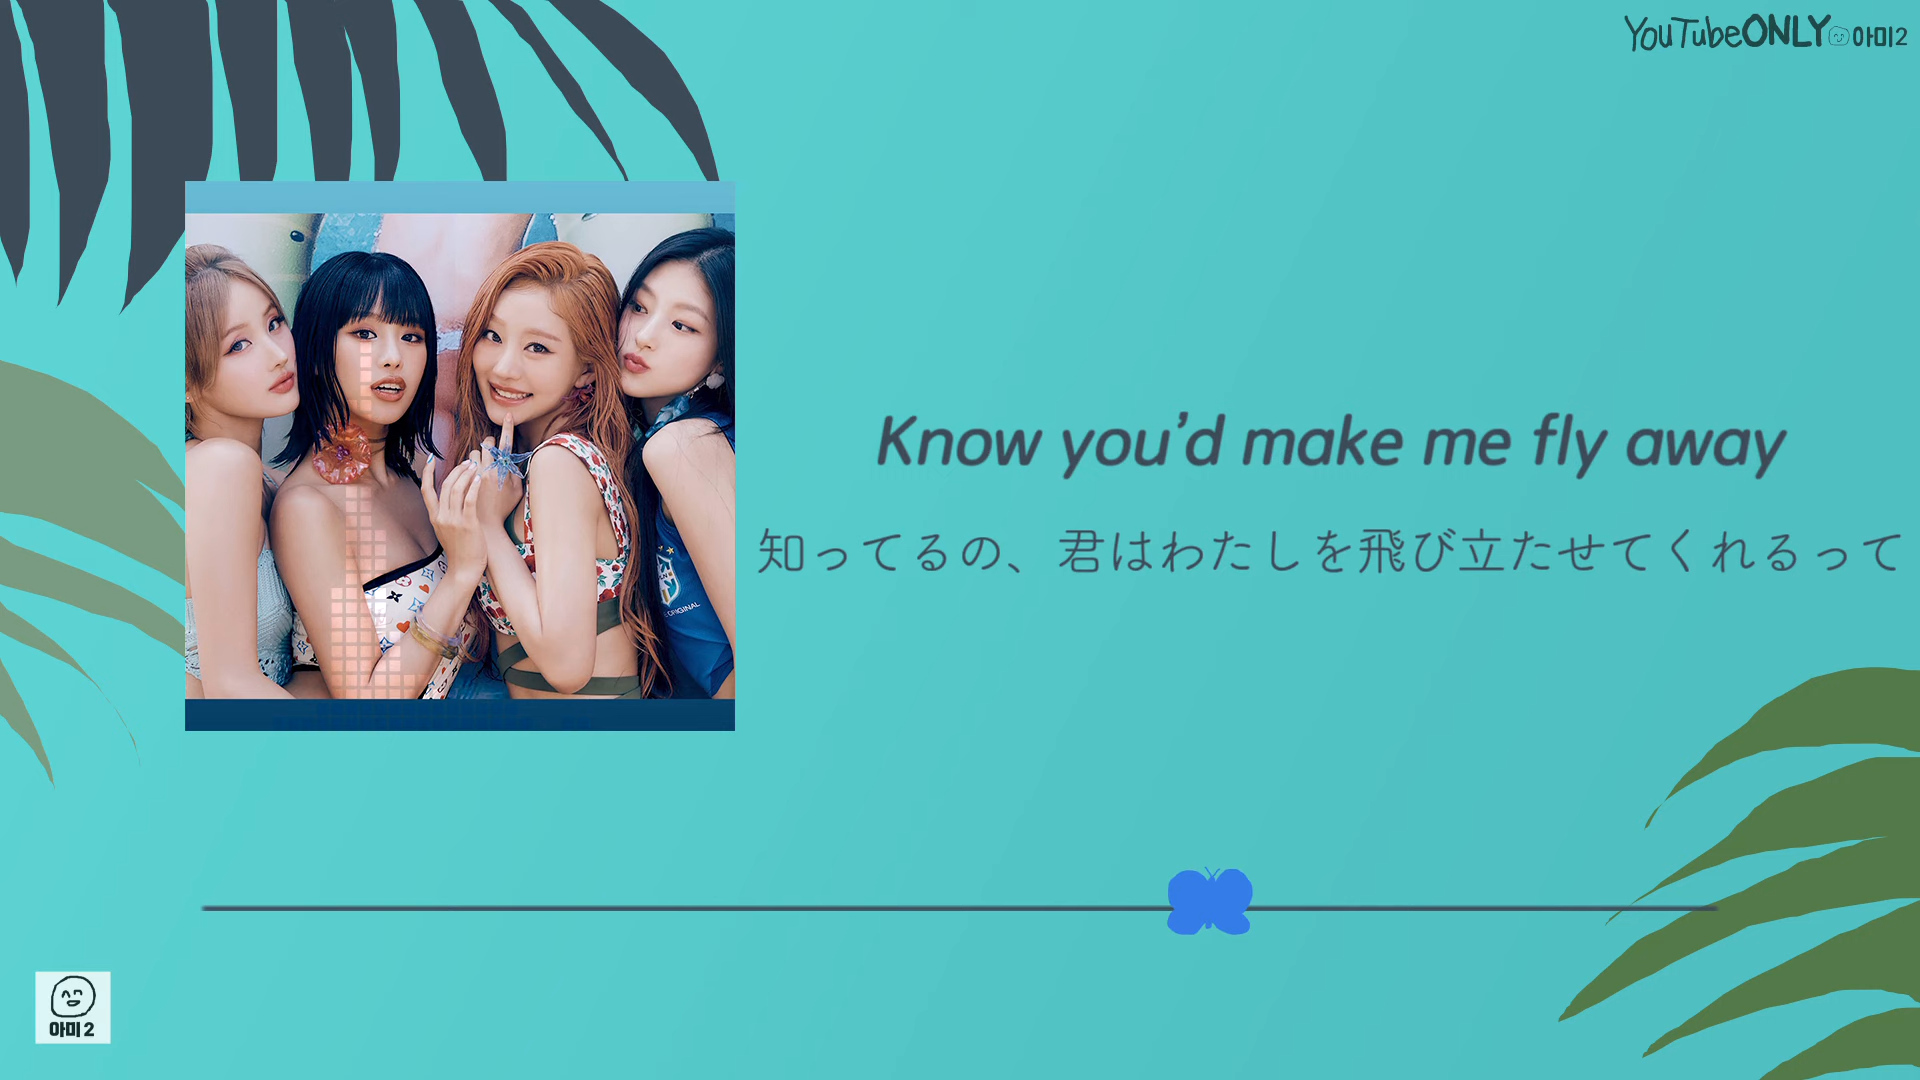 YouTubeONLY 아미2
Know you'd make me fly away
知ってるの、君はわたしを飛び立たせてくれるって
ORIGINAL
아미2